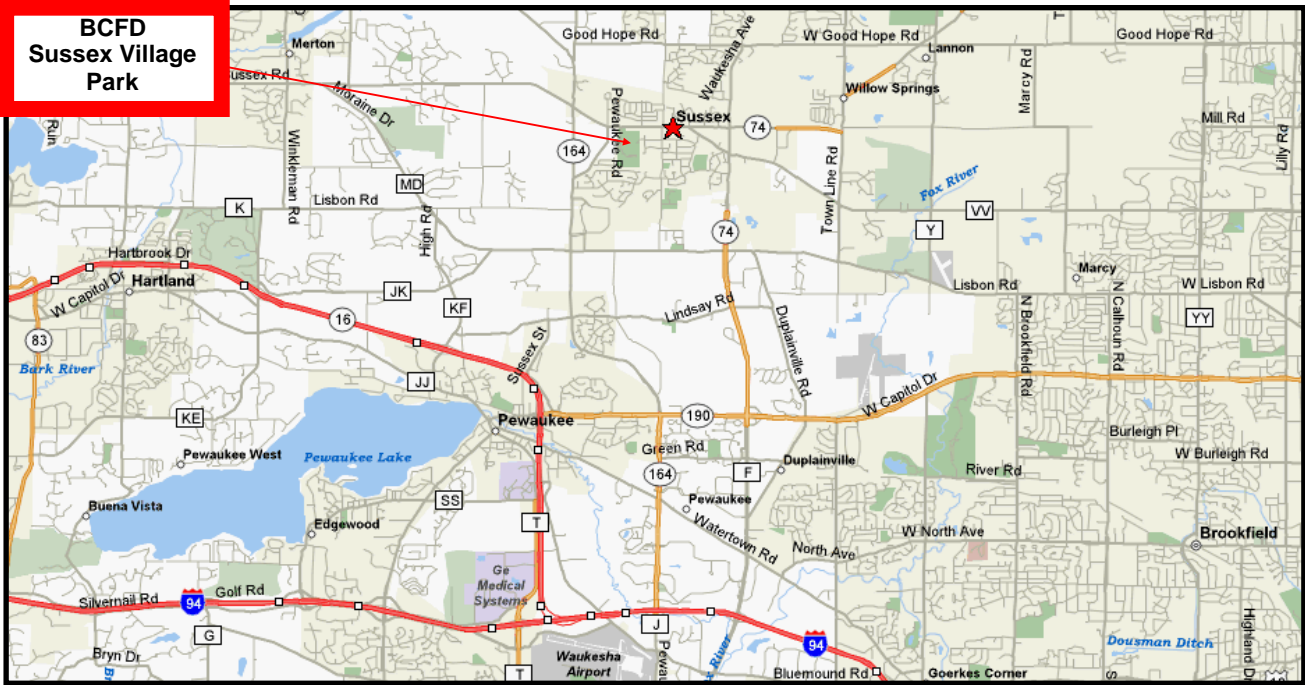 BCFD
Sussex Village
Park
Merton
Good Hope Rd
W Good Hope Rd
Good Hope Rd
Lannon
Waukesha Ave
Sussex Rd
Moraine Dr
Willow Springs
Marcy Rd
Pewaukee Rd
Sussex
74
Mill Rd
Run
Winkleman Rd
164
Lilly Rd
MD
Fox River
K
Lisbon Rd
High Rd
Town Line Rd
VV
74
Y
Hartbrook Dr
Hartland
W Capitol Dr
Marcy
Lisbon Rd
W Lisbon Rd
JK
KF
Lindsay Rd
16
Duplainville Rd
N Brookfield Rd
N Calhoun Rd
YY
83
Sussex St
Bark River
JJ
W Capitol Dr
KE
Pewaukee
190
Burleigh Pl
Pewaukee West
Pewaukee Lake
Green Rd
W Burleigh Rd
164
F
Duplainville
River Rd
SS
Pewaukee
Buena Vista
Edgewood
T
Watertown Rd
North Ave
W North Ave
Brookfield
Ge
Medical
Systems
Silvernail Rd
94
Golf Rd
G
J
94
Highland Dr
Dousman Ditch
Bryn Dr
Waukesha
Airport
T
Bluemound Rd
Goerkes Corner